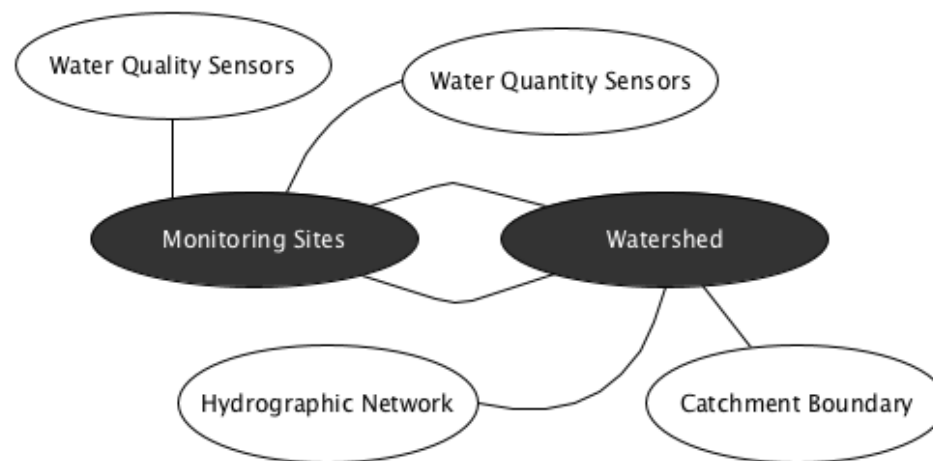 Water Quality Sensors
Water Quantity Sensors
Monitoring Sites
Watershed
Hydrographic Network
Catchment Boundary